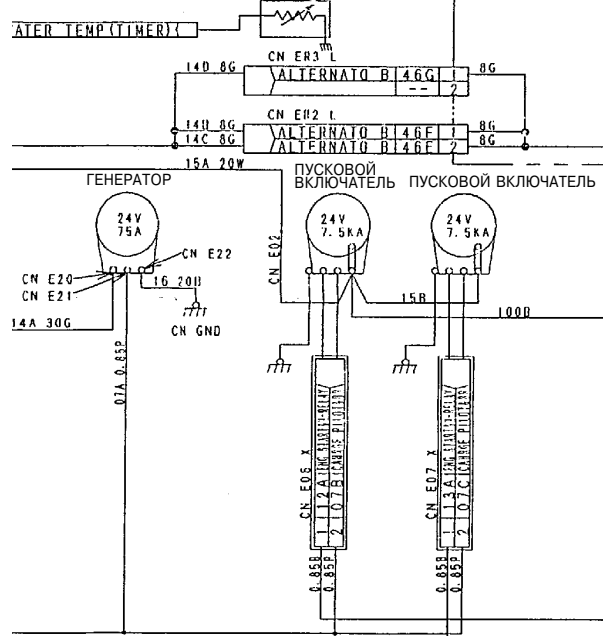 ATER TEMP(TIMER)(
CN ER3 L
14D 8G
ALTERNATO B 46G 1
-- 2
8G
14B 8G
CN ER2 L
ALTERNATO B 46F 1
8G
14C 8G
ALTERNATO B 46E 2
8G
15A 20W
ГЕНЕРАТОР
ПУСКОВОЙ
ВКЛЮЧАТЕЛЬ
ПУСКОВОЙ ВКЛЮЧАТЕЛЬ
24V
75A
24V
7.5KA
24V
7.5KA
CN E22
CN E20
CN E21
CN E02
16 20B
15B
14A 30G
CN GND
100B
07A 0.85P
CN E06 X
1 12A
2 07B
CN E07 X
1 13A
2 07C
0.85B
0.85P
0.85B
0.85P